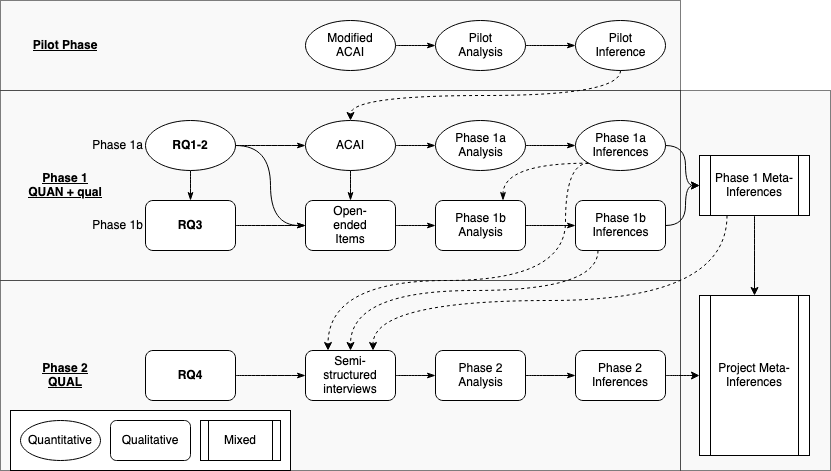 Pilot Phase
Modified
ACAI
Pilot
Analysis
Pilot
Inference
Phase 1
QUAN + qual
Phase 1a
RQ1-2
ACAI
Phase 1a
Analysis
Phase 1a
Inferences
Phase 1b
RQ3
Open-
ended
Items
Phase 1b
Analysis
Phase 1b
Inferences
Phase 1 Meta-
Inferences
Phase 2
QUAL
RQ4
Semi-
structured
interviews
Phase 2
Analysis
Phase 2
Inferences
Project Meta-
Inferences
Quantitative
Qualitative
Mixed